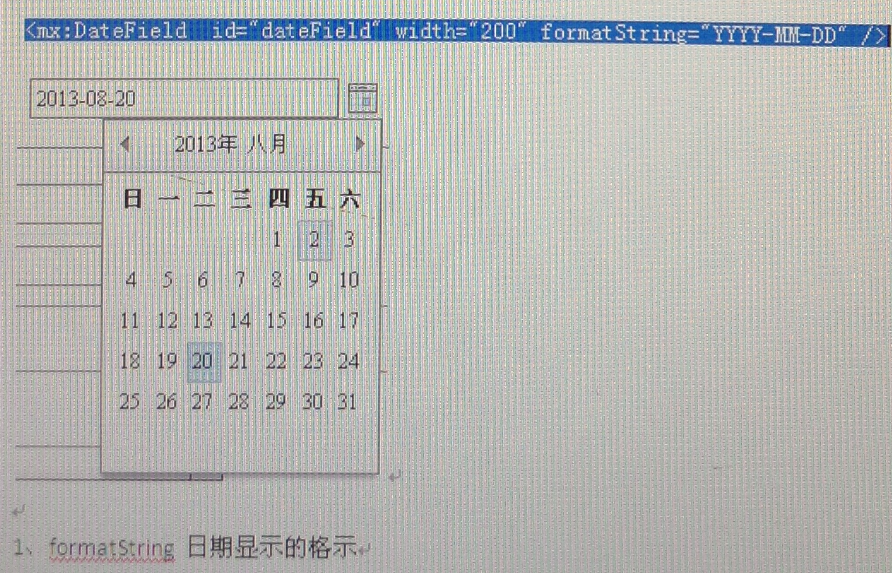 <mx:DateField id="dateField" width="200" formatString="YYYY-MM-DD" />
2013-08-20
2013年 八月
日 一 二 三 四 五 六
1 2 3
4 5 6 7 8 9 10
11 12 13 14 15 16 17
18 19 20 21 22 23 24
25 26 27 28 29 30 31
1、formatString 日期显示的格示